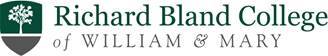 Richard Bland College
of WILLIAM & MARY